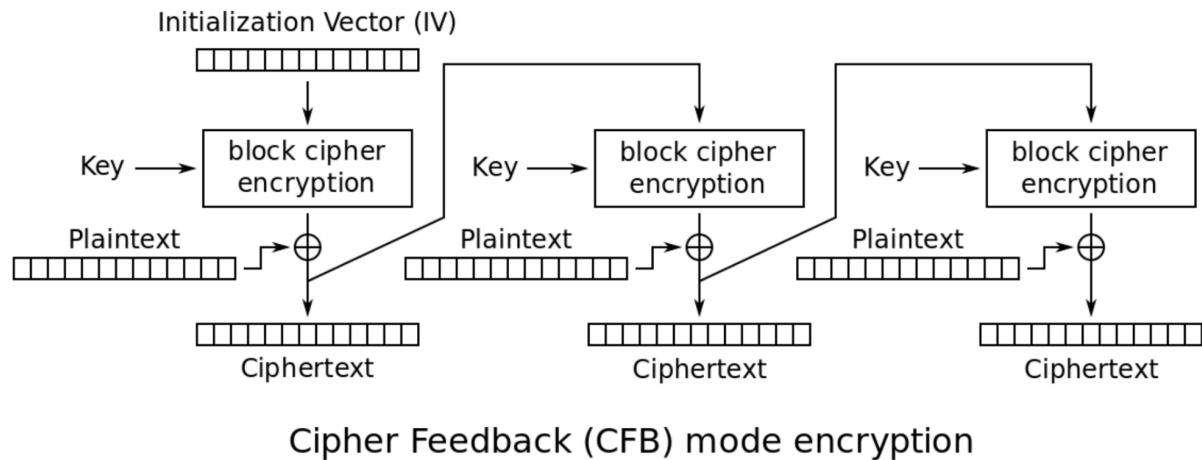 Initialization Vector (IV)
Key
block cipher
encryption
Key
block cipher
encryption
Key
block cipher
encryption
Plaintext
Plaintext
Plaintext
Ciphertext
Ciphertext
Ciphertext
Cipher Feedback (CFB) mode encryption